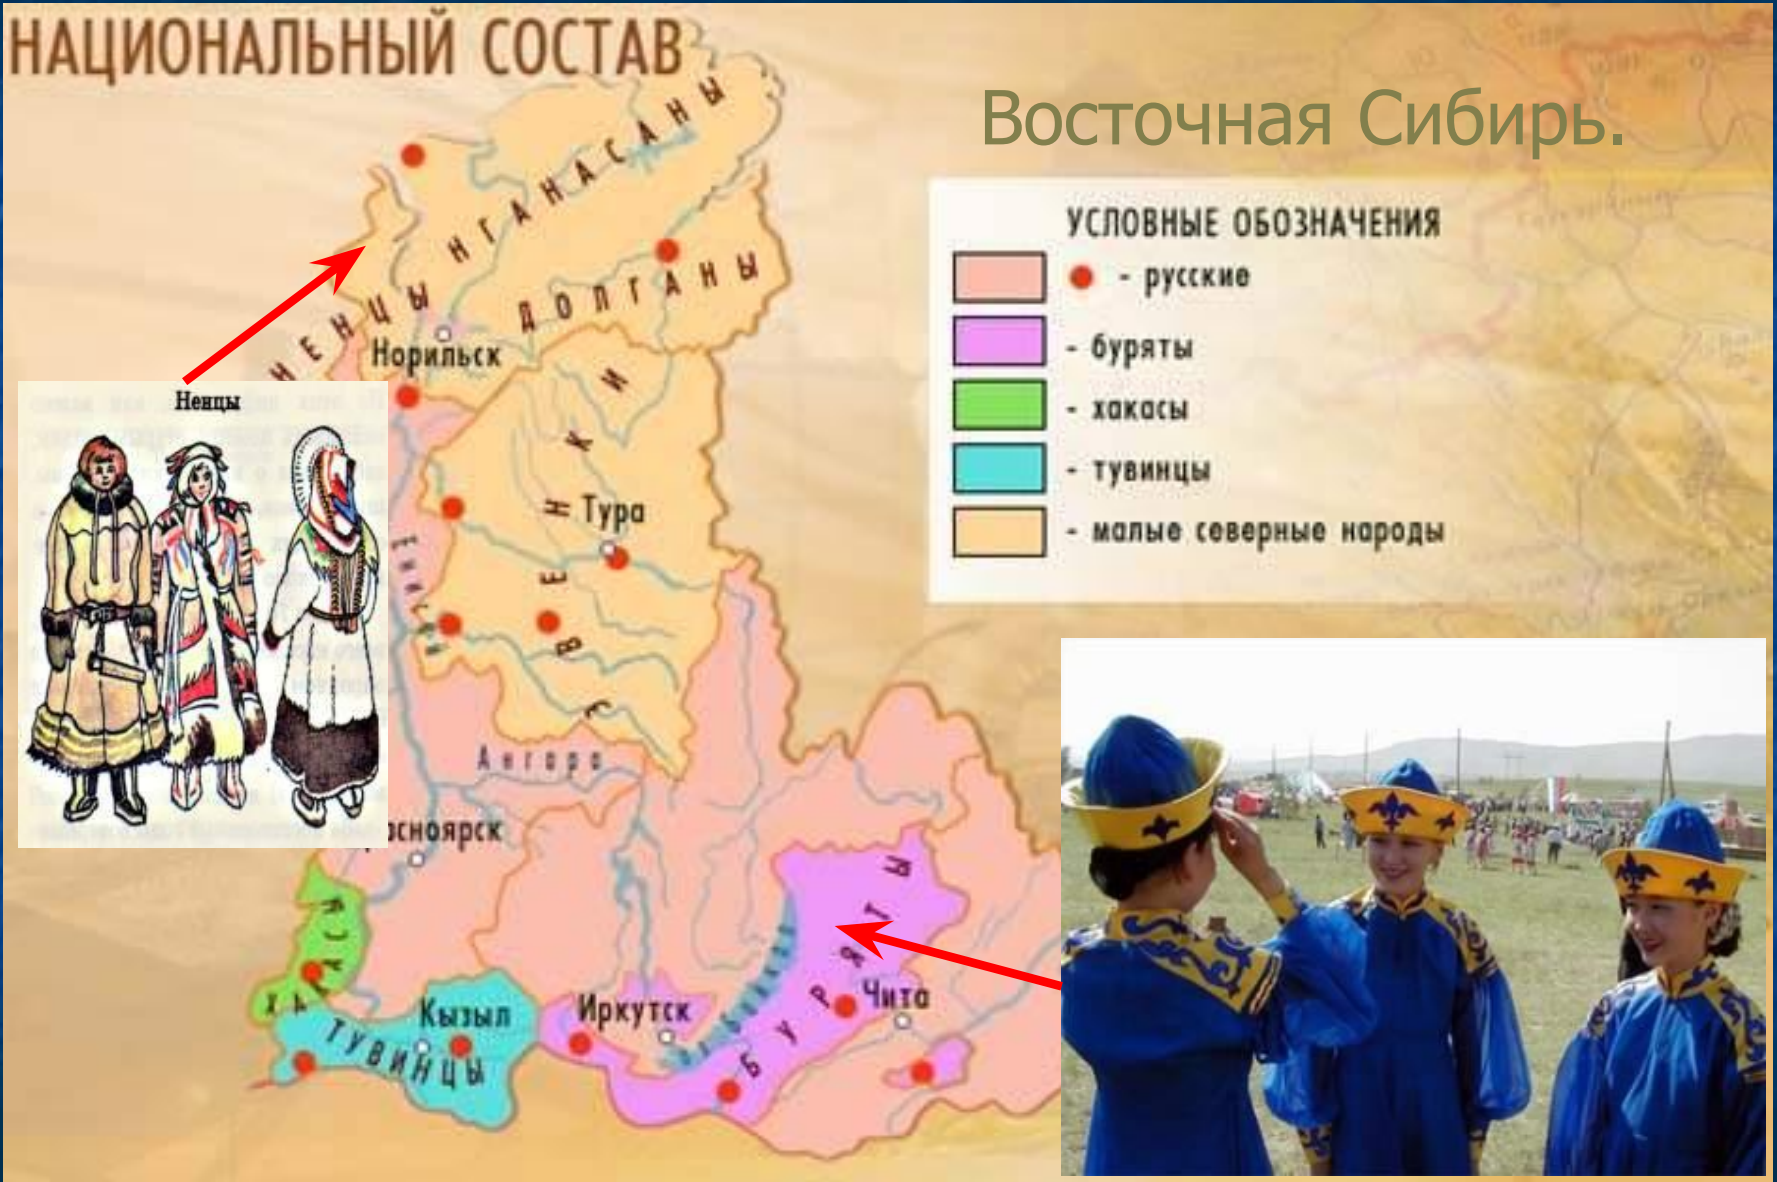 НАЦИОНАЛЬНЫЙ СОСТАВ
Восточная Сибирь.
УСЛОВНЫЕ ОБОЗНАЧЕНИЯ
- русские
- буряты
- хакасы
- тувинцы
- малые северные народы
НГАНАСАНЫ
НЕНЦЫ
ДОЛГАНЫ
Норильск
Ненцы
ЭВЕНКИ
Тура
Енисей
Ангара
расноярск
ХАКАСЫ
Кызыл
ТУВИНЦЫ
Иркутск
БУРЯТЫ
Чита